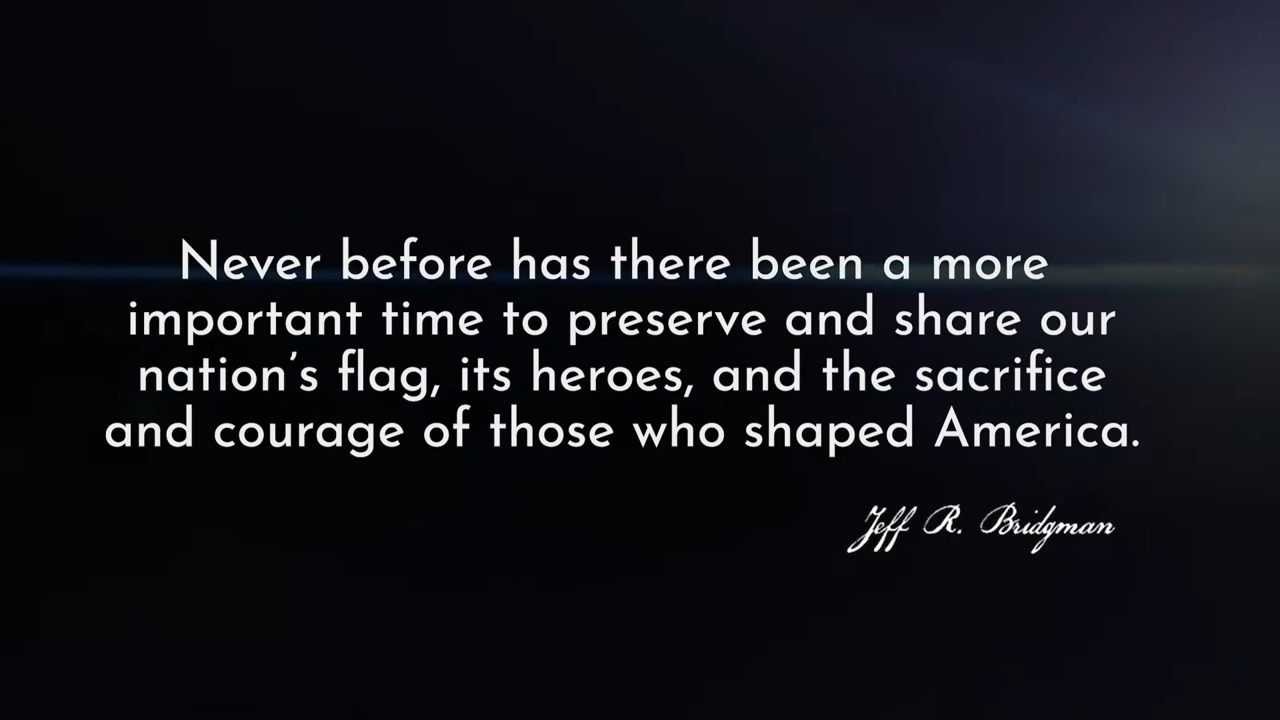 Never before has there been a more
important time to preserve and share our
nation’s flag, its heroes, and the sacrifice
and courage of those who shaped America.
Jeff R. Bridgman